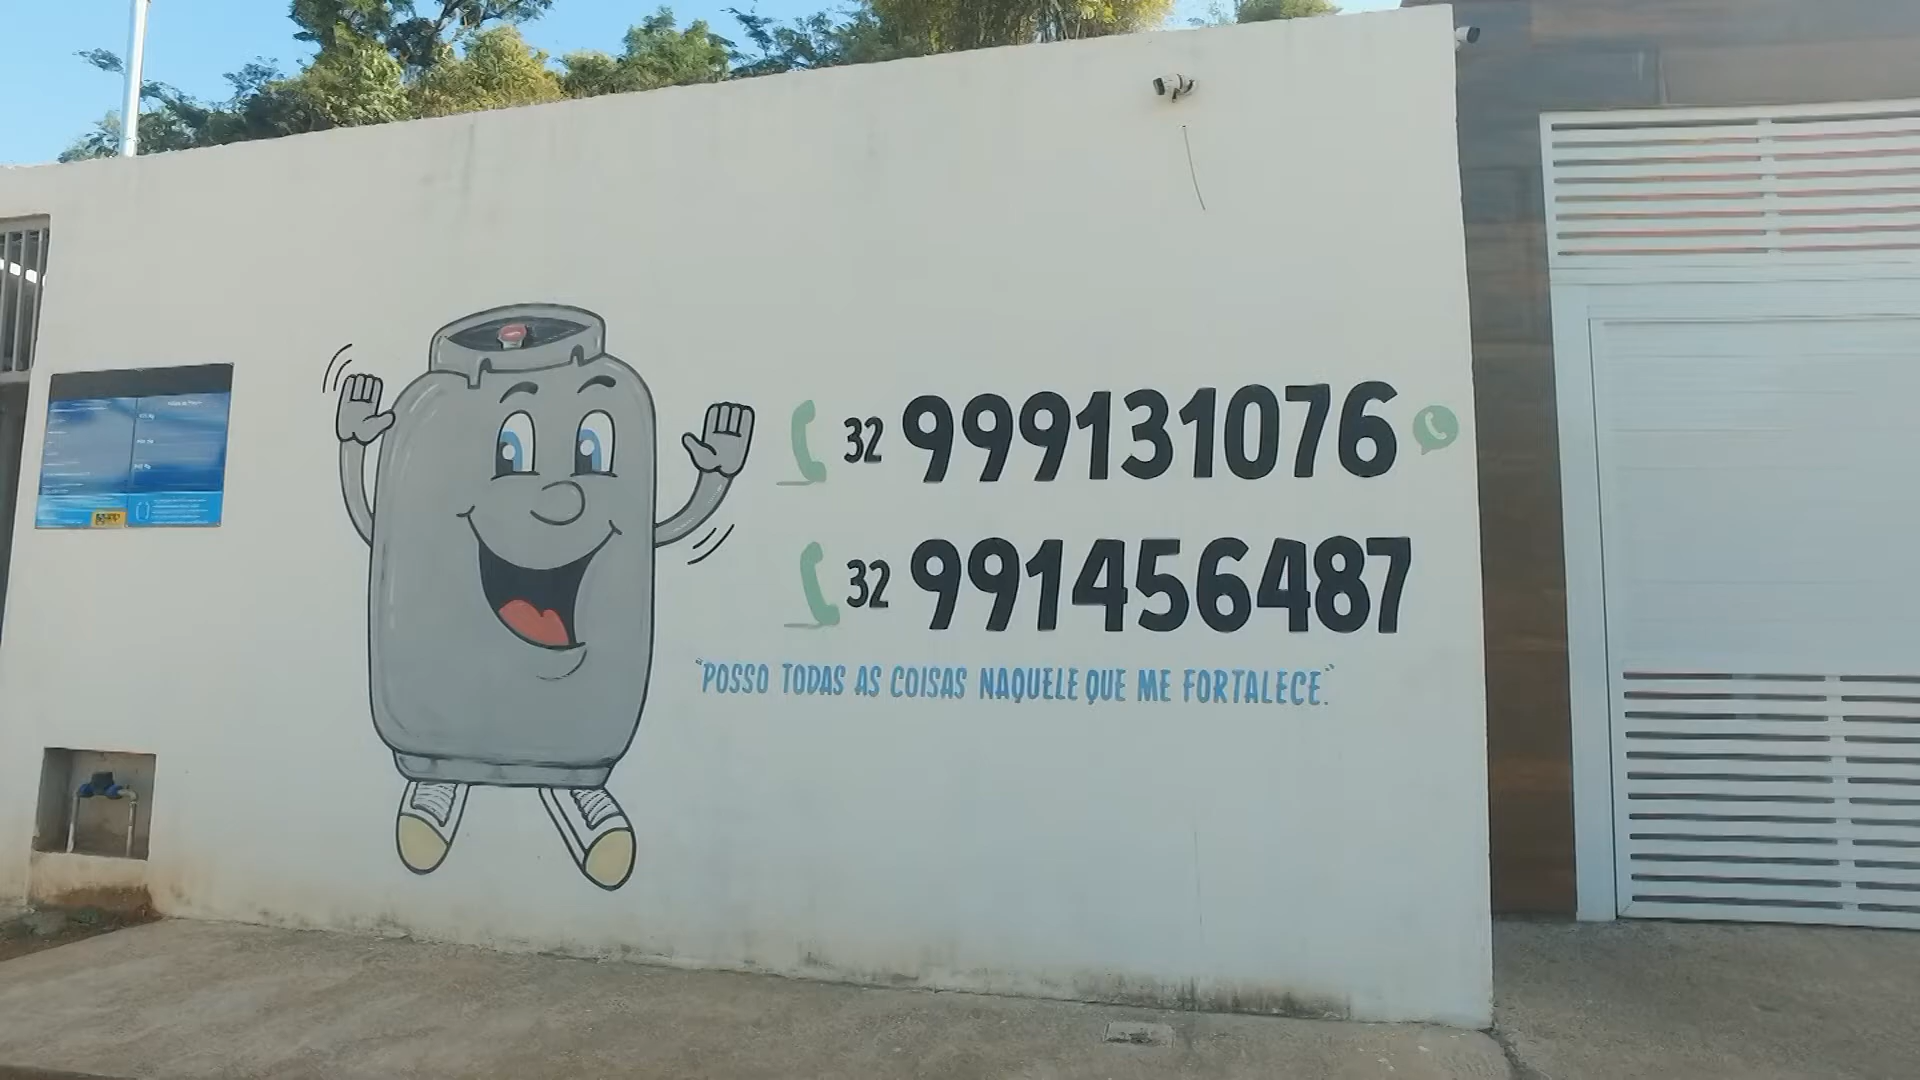 32 999131076
32 991456487
"POSSO TODAS AS COISAS NAQUELE QUE ME FORTALECE."